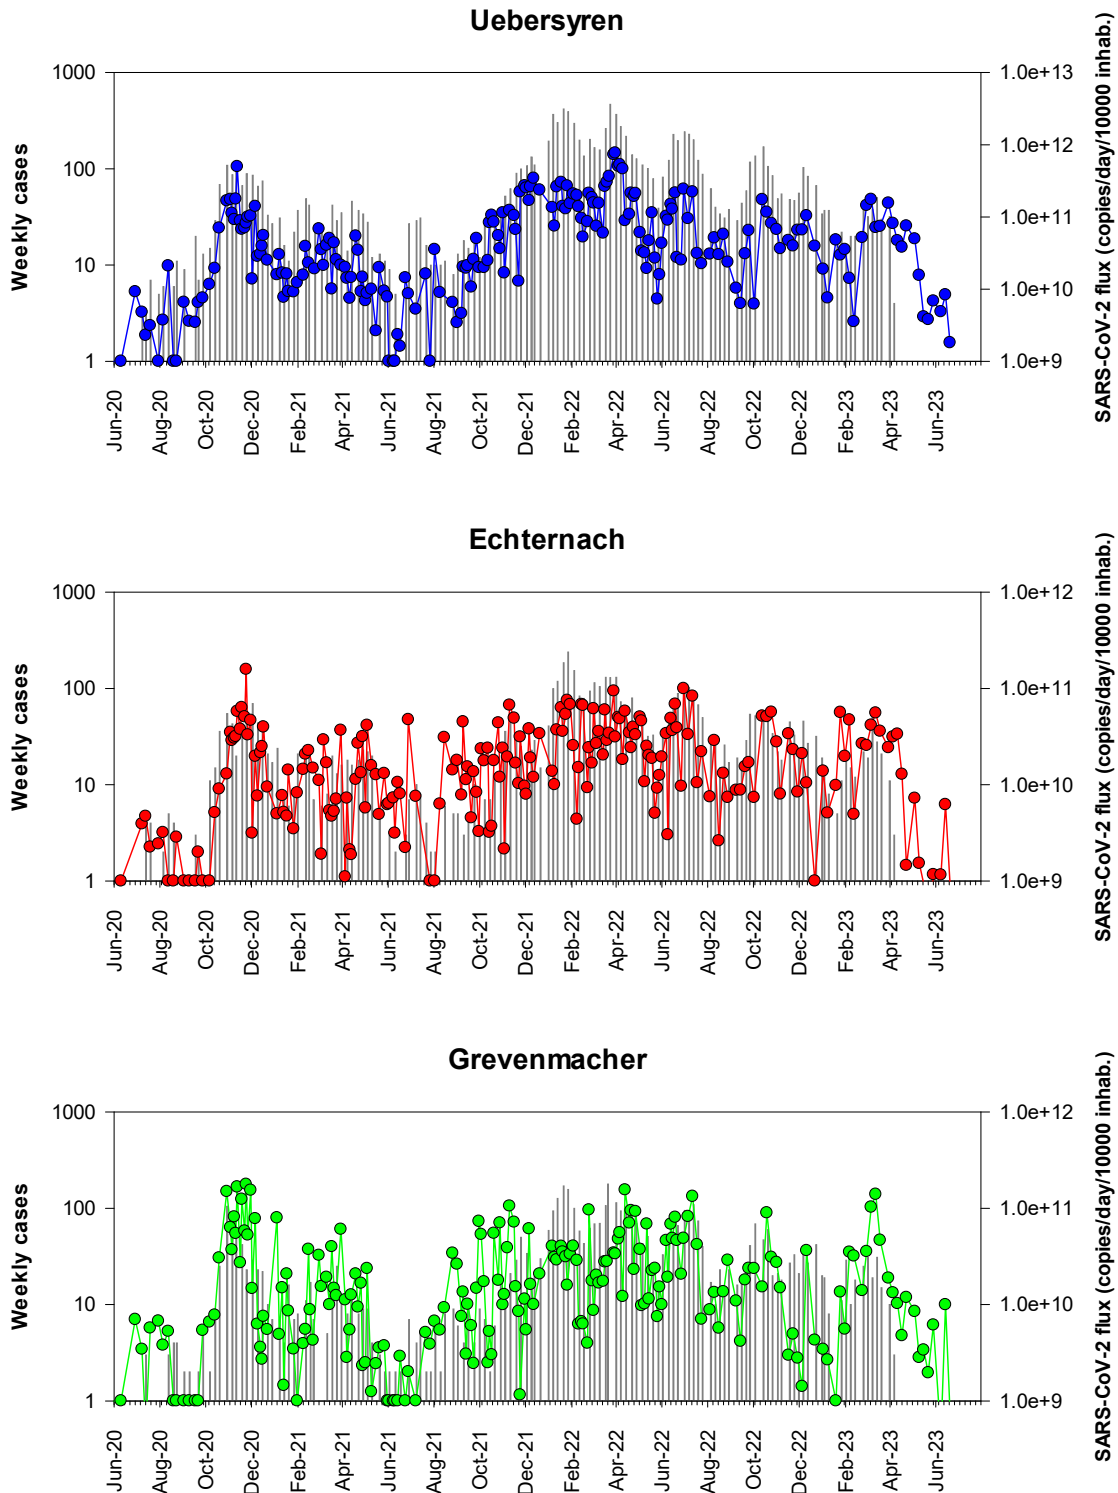 Uebersyren
Weekly cases
1000
100
10
1
1.0e+13
1.0e+12
1.0e+11
1.0e+10
1.0e+9
SARS-CoV-2 flux (copies/day/10000 inhab.)
Jun-20 Aug-20 Oct-20 Dec-20 Feb-21 Apr-21 Jun-21 Aug-21 Oct-21 Dec-21 Feb-22 Apr-22 Jun-22 Aug-22 Oct-22 Dec-22 Feb-23 Apr-23 Jun-23
Echternach
Weekly cases
1000
100
10
1
1.0e+12
1.0e+11
1.0e+10
1.0e+9
SARS-CoV-2 flux (copies/day/10000 inhab.)
Jun-20 Aug-20 Oct-20 Dec-20 Feb-21 Apr-21 Jun-21 Aug-21 Oct-21 Dec-21 Feb-22 Apr-22 Jun-22 Aug-22 Oct-22 Dec-22 Feb-23 Apr-23 Jun-23
Grevenmacher
Weekly cases
1000
100
10
1
1.0e+12
1.0e+11
1.0e+10
1.0e+9
SARS-CoV-2 flux (copies/day/10000 inhab.)
Jun-20 Aug-20 Oct-20 Dec-20 Feb-21 Apr-21 Jun-21 Aug-21 Oct-21 Dec-21 Feb-22 Apr-22 Jun-22 Aug-22 Oct-22 Dec-22 Feb-23 Apr-23 Jun-23